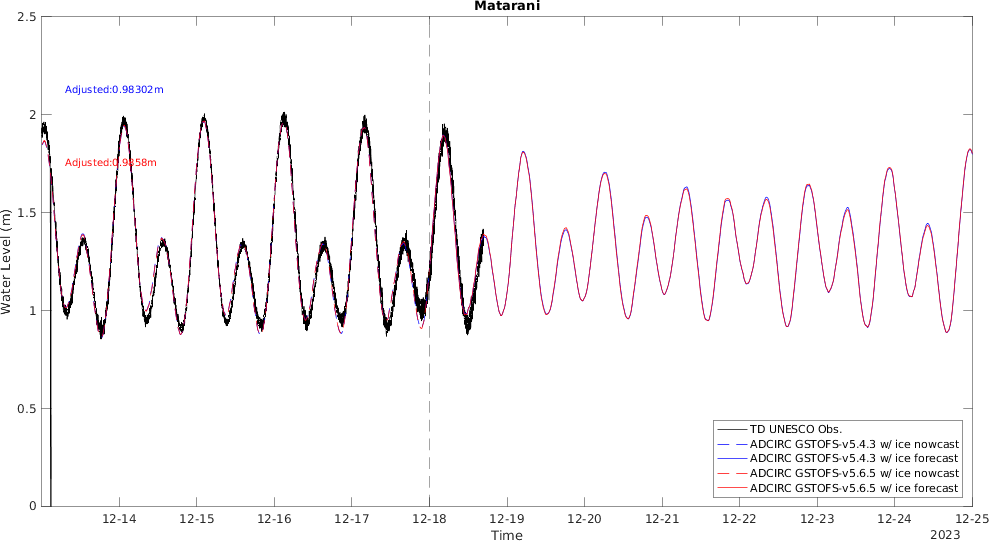 Matarani
2.5
2
1.5
1
0.5
0
Water Level (m)
Adjusted:0.98302m
Adjusted:0.9858m
TD UNESCO Obs.
ADCIRC GSTOFS-v5.4.3 w/ ice nowcast
ADCIRC GSTOFS-v5.4.3 w/ ice forecast
ADCIRC GSTOFS-v5.6.5 w/ ice nowcast
ADCIRC GSTOFS-v5.6.5 w/ ice forecast
12-14 12-15 12-16 12-17 12-18 12-19 12-20 12-21 12-22 12-23 12-24 12-25
Time
2023